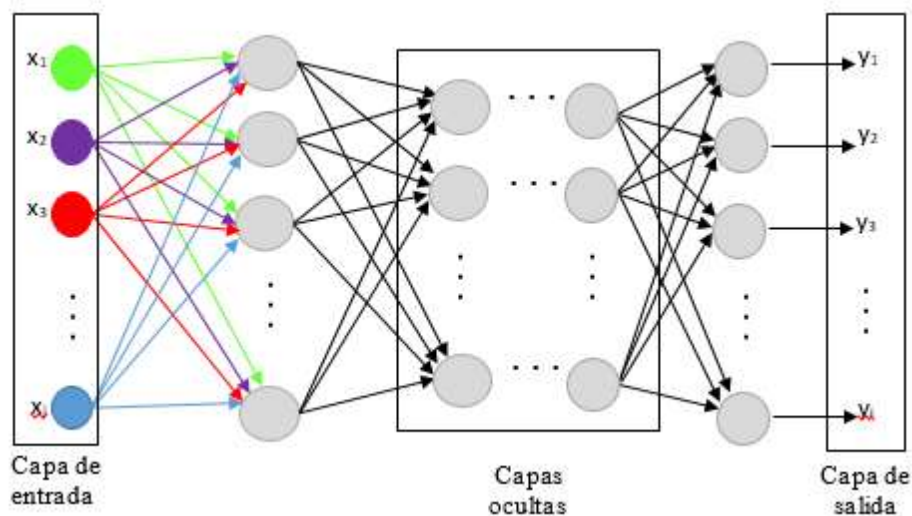 x₁
x₂
x₃
y₁
y₂
y₃
Capa de
entrada
Capas
ocultas
Capa de
salida